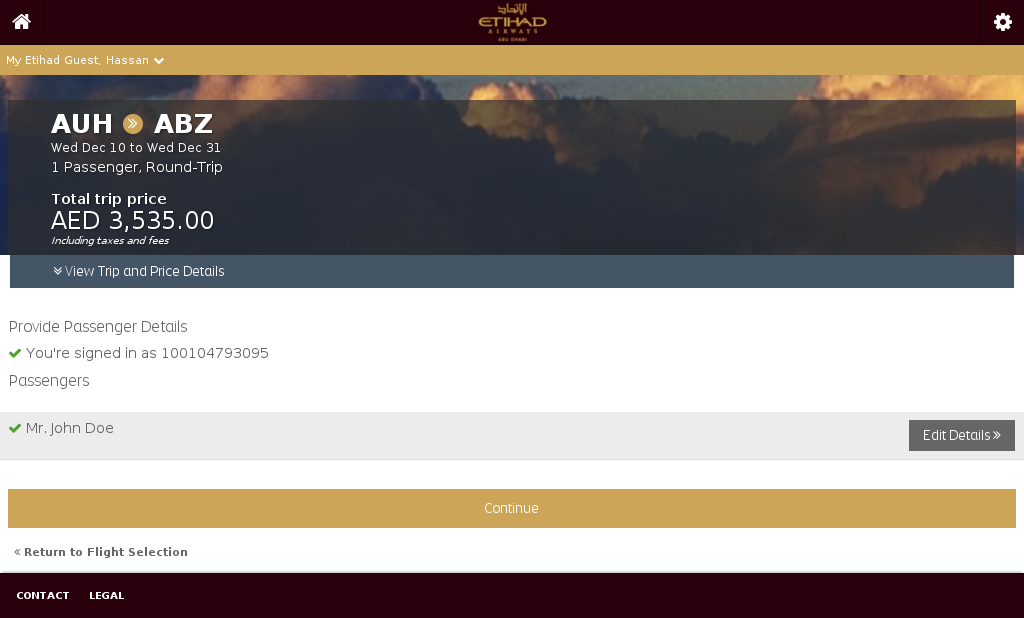 الإتحاد
ETIHAD
AIRWAYS
ABU DHABI
My Etihad Guest, Hassan
AUH ABZ
Wed Dec 10 to Wed Dec 31
1 Passenger, Round-Trip
Total trip price
AED 3,535.00
Including taxes and fees
View Trip and Price Details
Provide Passenger Details
You're signed in as 100104793095
Passengers
Mr. John Doe
Edit Details
Continue
Return to Flight Selection
CONTACT LEGAL